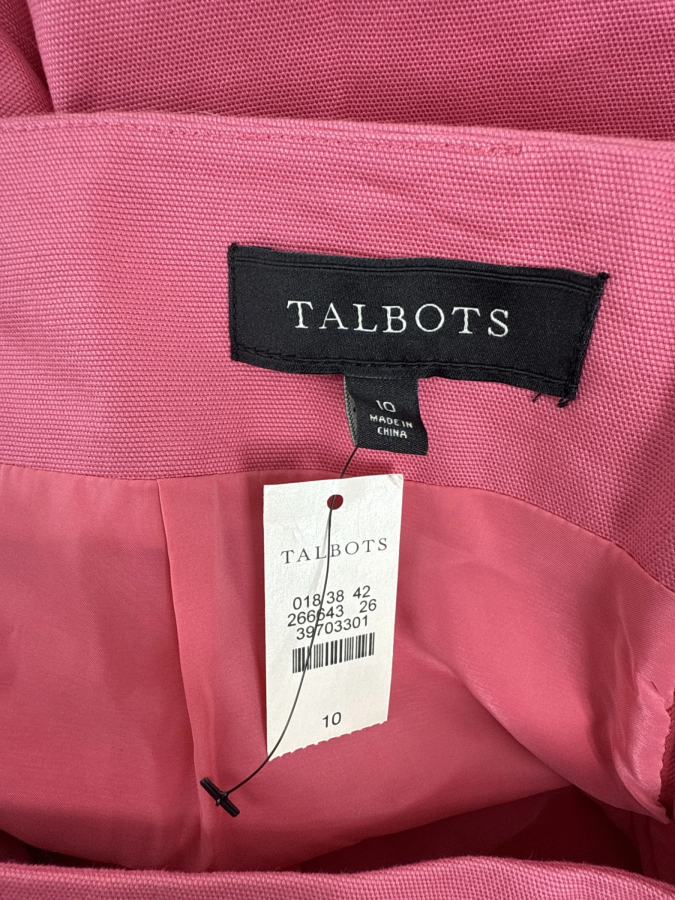 TALBOTS
10
MADE IN
CHINA
TALBOTS
018 38 42
266643 26
39703301
10